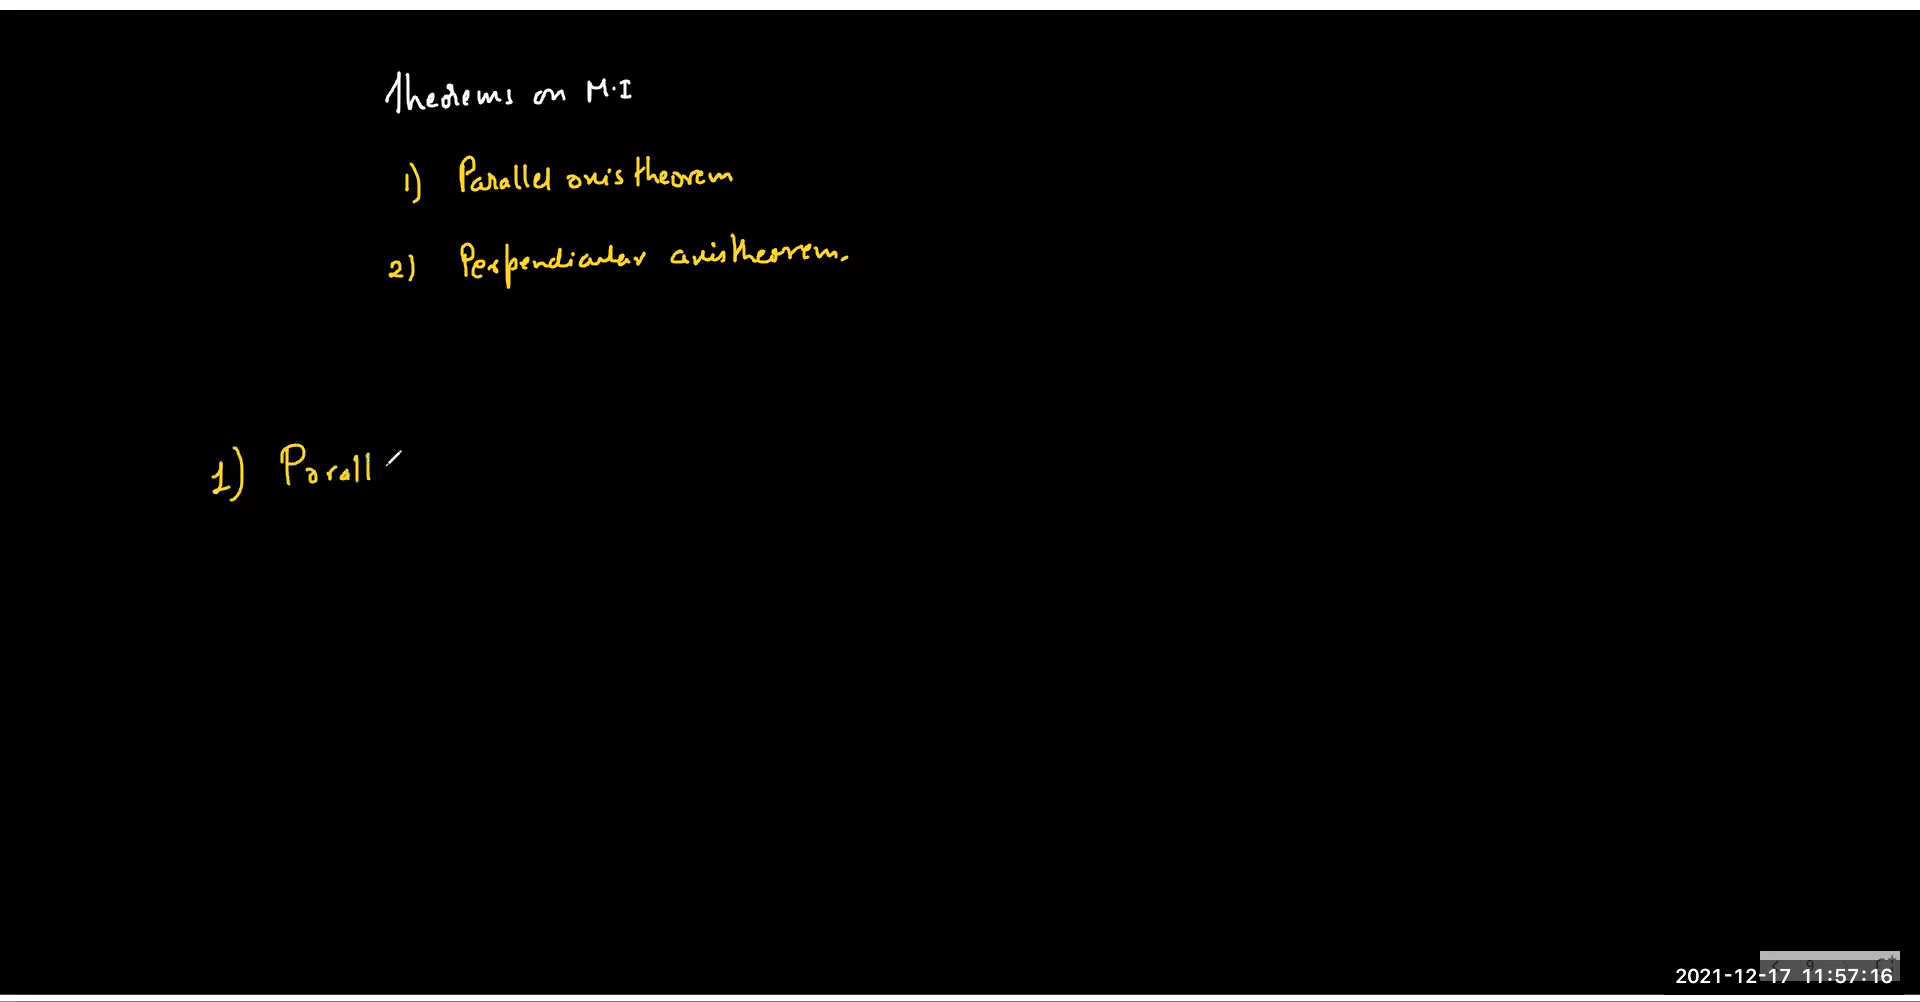 Theorems on M.I
1) Parallel axis theorem
2) Perpendicular axis theorem.
1) Parall
2021-12-17 11:57:16